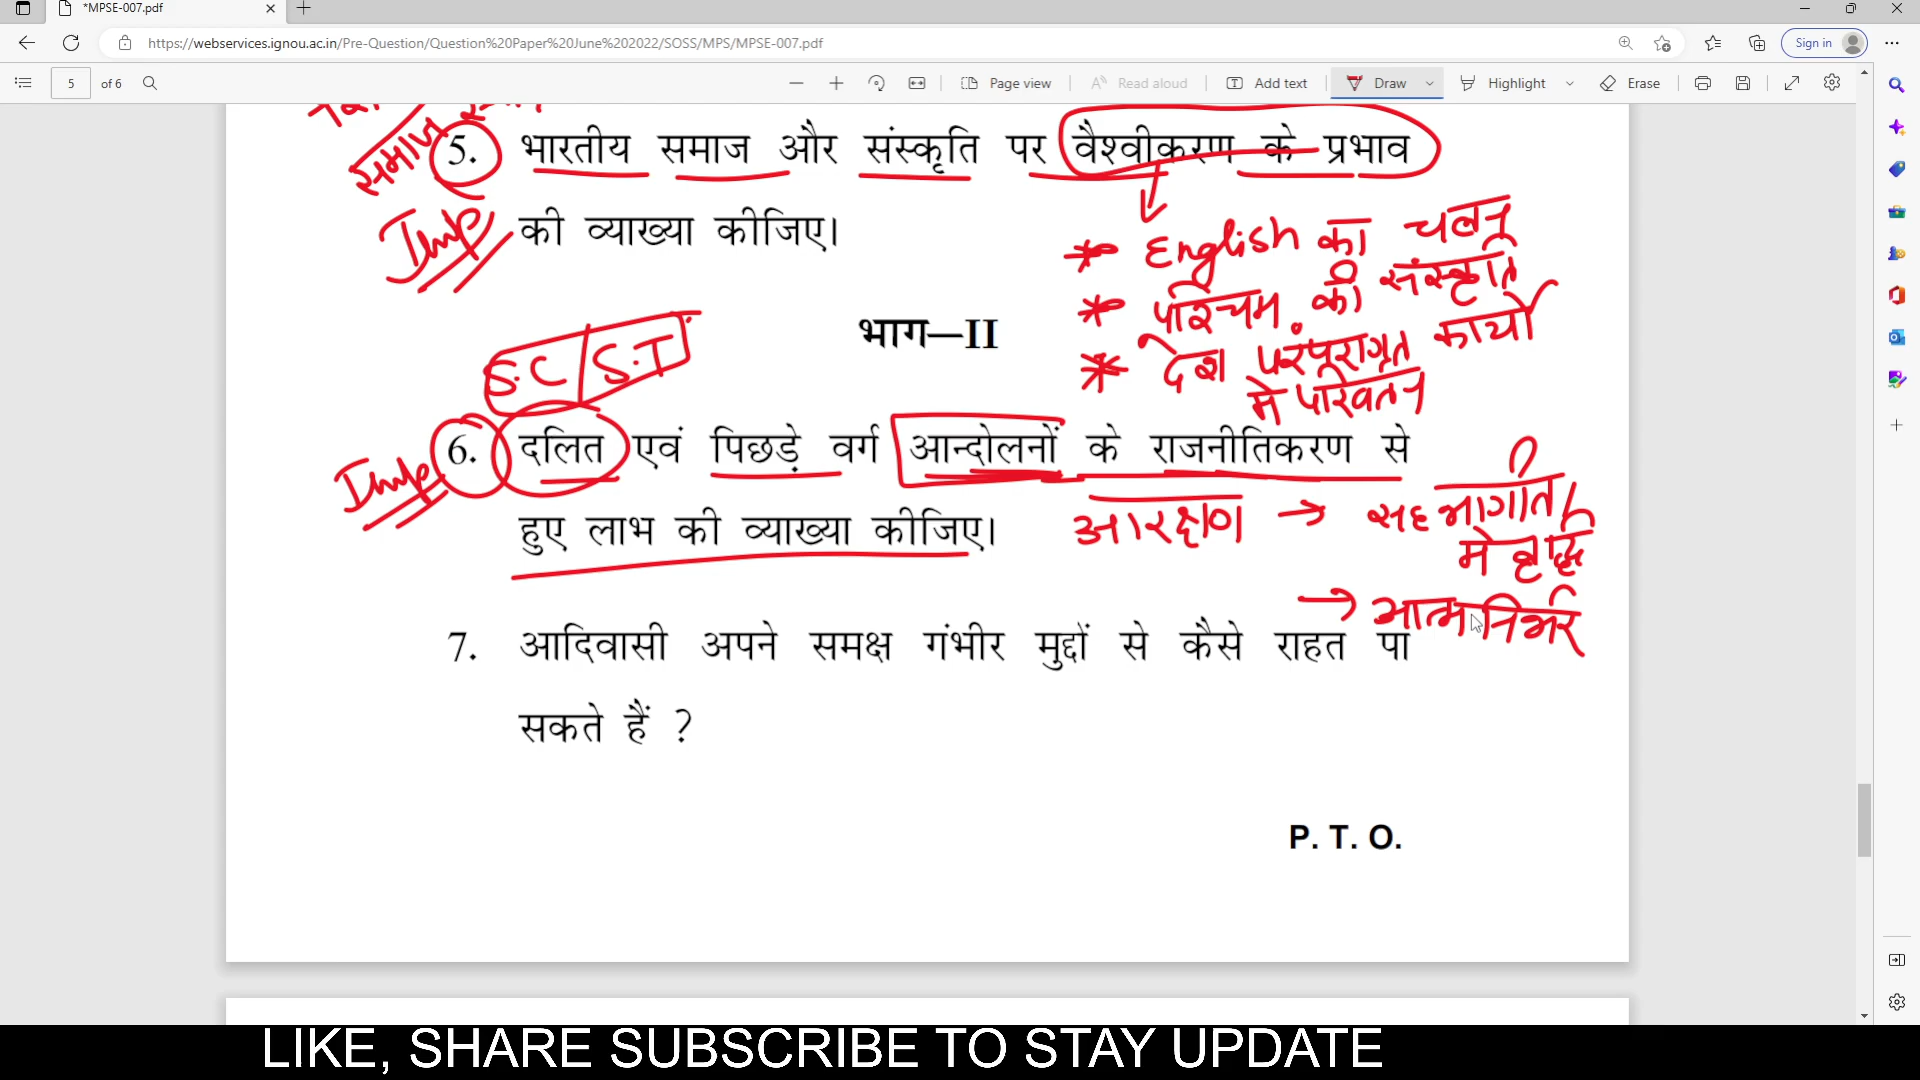 *MPSE-007.pdf
https://webservices.ignou.ac.in/Pre-Question/Question%20Paper%20June%202022/SOSS/MPS/MPSE-007.pdf
Sign in
5 of 6
Page view
Read aloud
Add text
Draw
Highlight
Erase
समाज
5. भारतीय समाज और संस्कृति पर वैश्वीकरण के प्रभाव
Imp
की व्याख्या कीजिए।
* English का चलन
* पश्चिम की संस्कृति
* देश परंपरागत कार्यो
मे परिवर्तन
भाग—II
S.C/S.T
Imp
6. दलित एवं पिछड़े वर्ग आन्दोलनों के राजनीतिकरण से
हुए लाभ की व्याख्या कीजिए।
आरक्षण → सहभागिता
मे वृद्धि
→ आत्मनिर्भर
7. आदिवासी अपने समक्ष गंभीर मुद्दों से कैसे राहत पा
सकते हैं ?
P. T. O.
LIKE, SHARE SUBSCRIBE TO STAY UPDATE